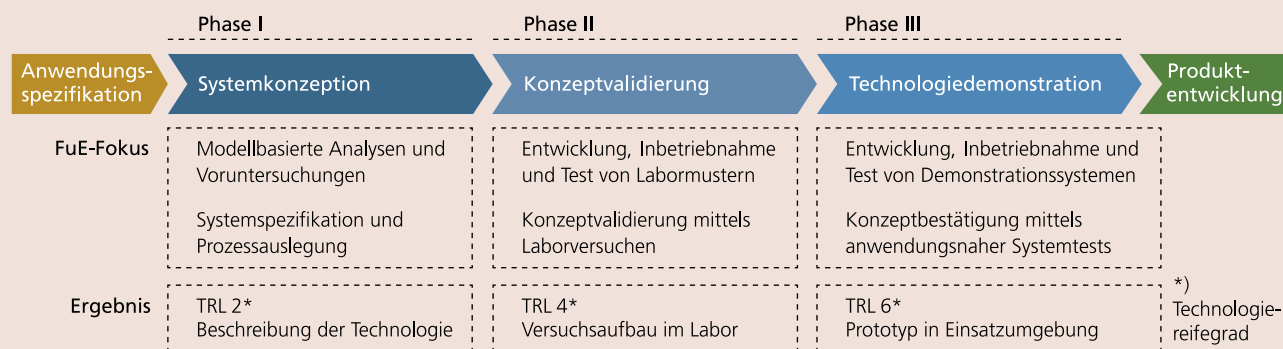 Phase I
Phase II
Phase III
Anwendungs-
spezifikation
Systemkonzeption
Konzeptvalidierung
Technologiedemonstration
Produkt-
entwicklung
FuE-Fokus
Modellbasierte Analysen und
Voruntersuchungen
Systemspezifikation und
Prozessauslegung
Entwicklung, Inbetriebnahme
und Test von Labormustern
Konzeptvalidierung mittels
Laborversuchen
Entwicklung, Inbetriebnahme und
Test von Demonstrationssystemen
Konzeptbestätigung mittels
anwendungsnaher Systemtests
Ergebnis
TRL 2*
Beschreibung der Technologie
TRL 4*
Versuchsaufbau im Labor
TRL 6*
Prototyp in Einsatzumgebung
*)
Technologie-
reifegrad